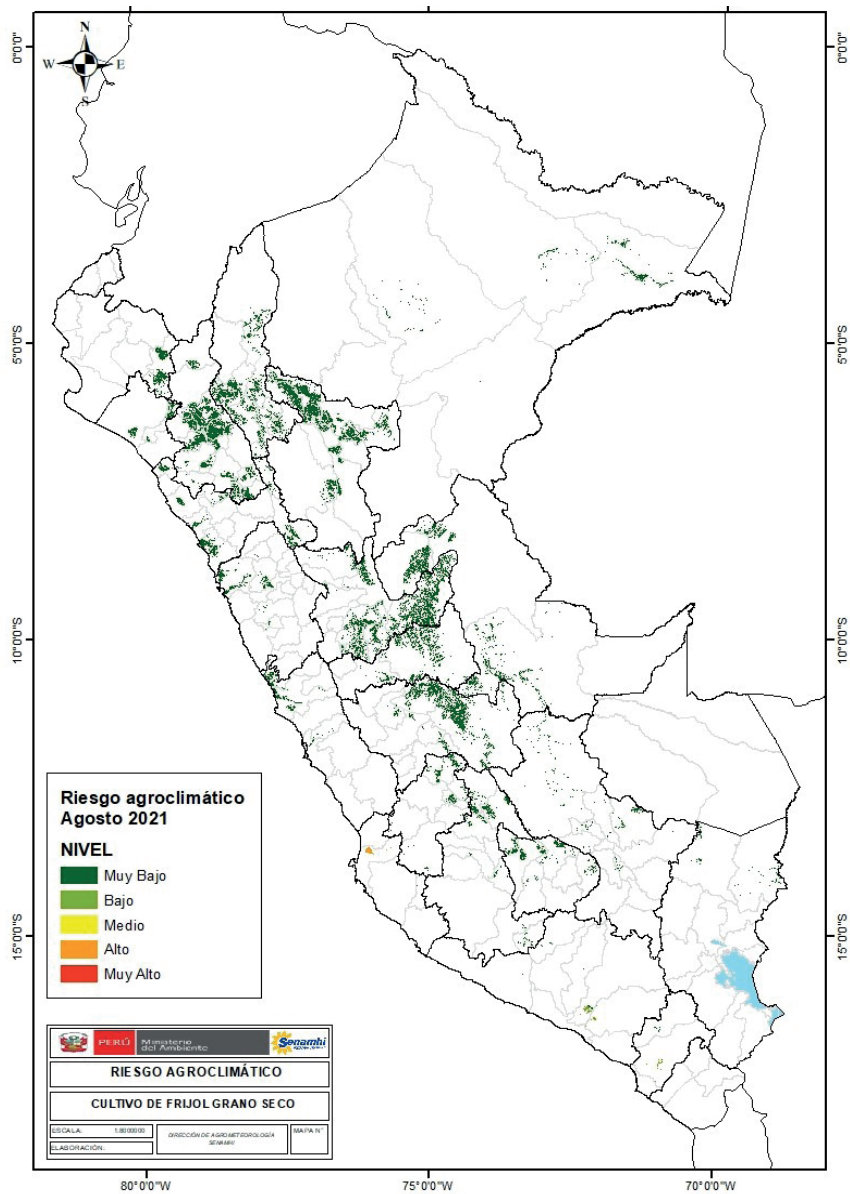 N
W E
S
0°0'0"
0°0'0"
5°0'0"S
5°0'0"S
10°0'0"S
10°0'0"S
15°0'0"S
15°0'0"S
Riesgo agroclimático
Agosto 2021
NIVEL
Muy Bajo
Bajo
Medio
Alto
Muy Alto
PERÚ Ministerio
del Ambiente
Senamhi
RIESGO AGROCLIMÁTICO
CULTIVO DE FRIJOL GRANO SECO
ESCALA: 1:8000000
DIRECCIÓN DE AGROMETEOROLOGÍA
SENAMHI
MAPA N°
ELABORACIÓN:
80°0'0"W
75°0'0"W
70°0'0"W